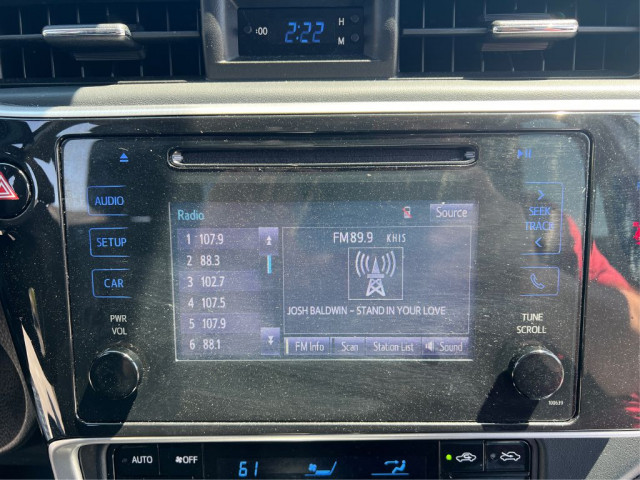 :00 2:22 H
M
AUDIO
SETUP
CAR
PWR
VOL
Radio
Source
1 107.9
2 88.3
3 102.7
4 107.5
5 107.9
6 88.1
FM89.9 KHIS
JOSH BALDWIN - STAND IN YOUR LOVE
FM Info Scan Station List Sound
SEEK
TRACK
TUNE
SCROLL
100639
AUTO OFF
61